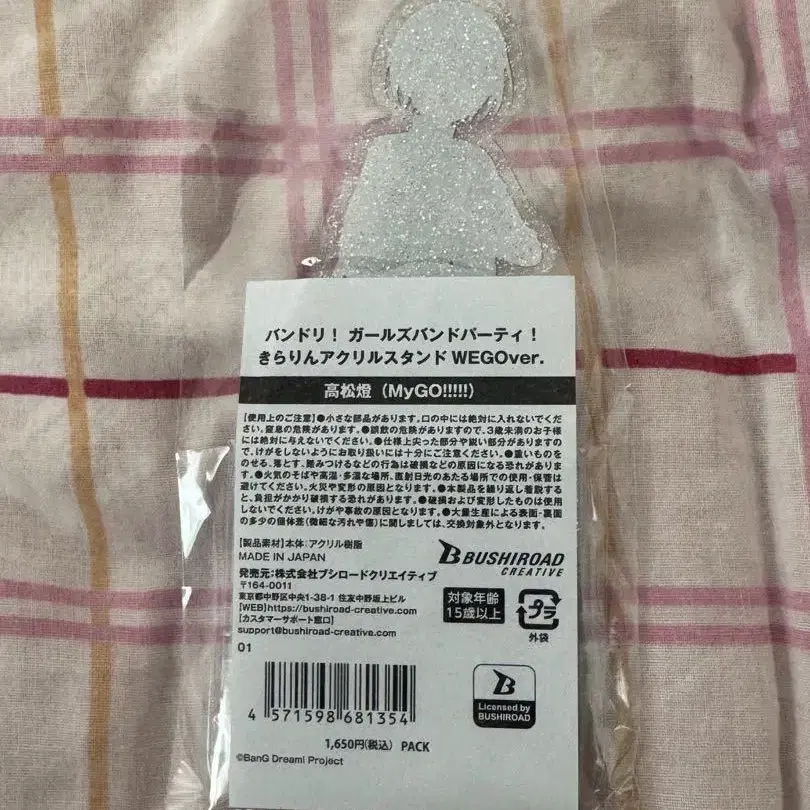 バンドリ！ ガールズバンドパーティ！
きらりんアクリルスタンド WEGOver.
高松燈（MyGO!!!!!）
【使用上のご注意】●小さな部品があります。口の中には絶対に入れないでくだ
さい。窒息の危険があります。●誤飲の危険がありますので、3歳未満のお子様
には絶対に与えないでください。●仕様上尖った部分や鋭い部分がありますの
で、けがをしないようにお取り扱いには十分にご注意ください。●重いものを
のせる、落とす、踏みつけるなどの行為は破損などの原因になる恐れがありま
す。●火気のそばや高温・多湿な場所、直射日光のあたる場所での使用・保管は
避けてください。火災や変形の原因となります。●本製品を繰り返し着脱する
と、負担がかかり破損する恐れがあります。●破損および変形したものは使用
しないでください。けがや事故の原因となります。●大量生産による表面・裏面
の多少の個体差（微細な汚れや傷）に関しましては、交換対象外となります。
【製品素材】本体：アクリル樹脂
MADE IN JAPAN
発売元：株式会社ブシロードクリエイティブ
〒164-0011
東京都中野区中央1-38-1 住友中野坂上ビル
【WEB】https://bushiroad-creative.com
【カスタマーサポート窓口】
support@bushiroad-creative.com
BUSHIROAD
CREATIVE
対象年齢
15歳以上
プラ
外袋
01
4 571598 681354
1,650円（税込） PACK
B
Licensed by
BUSHIROAD
©BanG Dream! Project